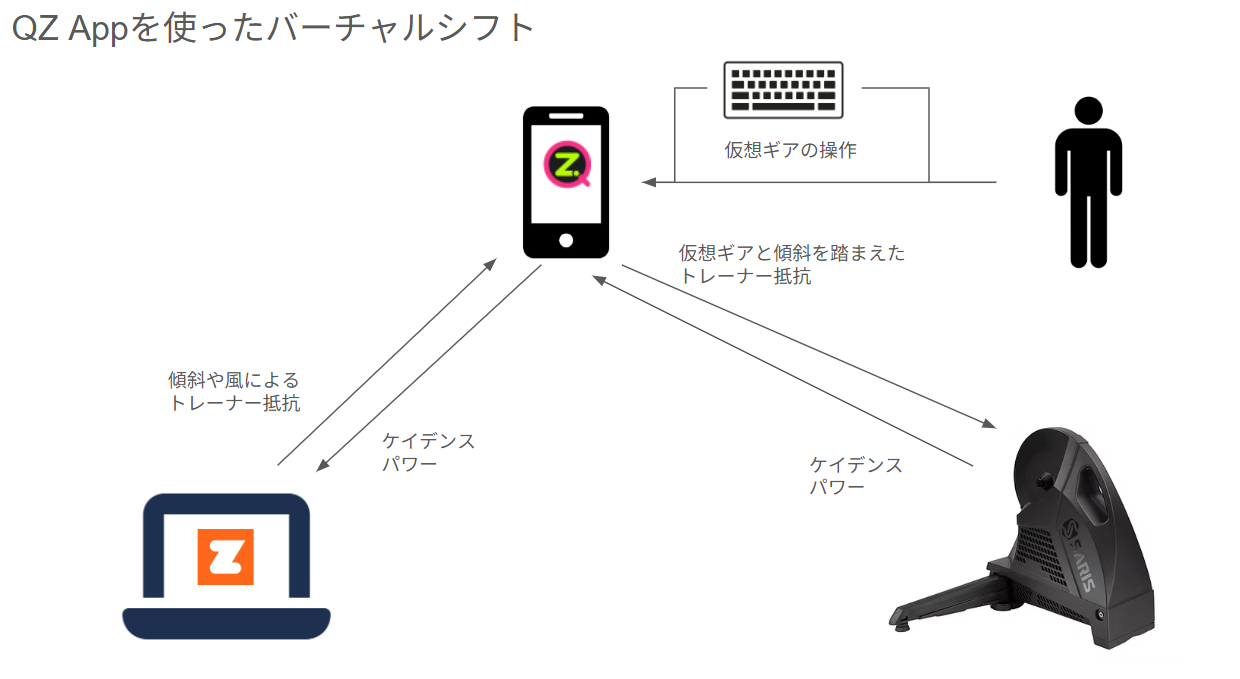 QZ Appを使ったバーチャルシフト
仮想ギアの操作
仮想ギアと傾斜を踏まえた
トレーナー抵抗
傾斜や風による
トレーナー抵抗
ケイデンス
パワー
ケイデンス
パワー
Z
SARIS